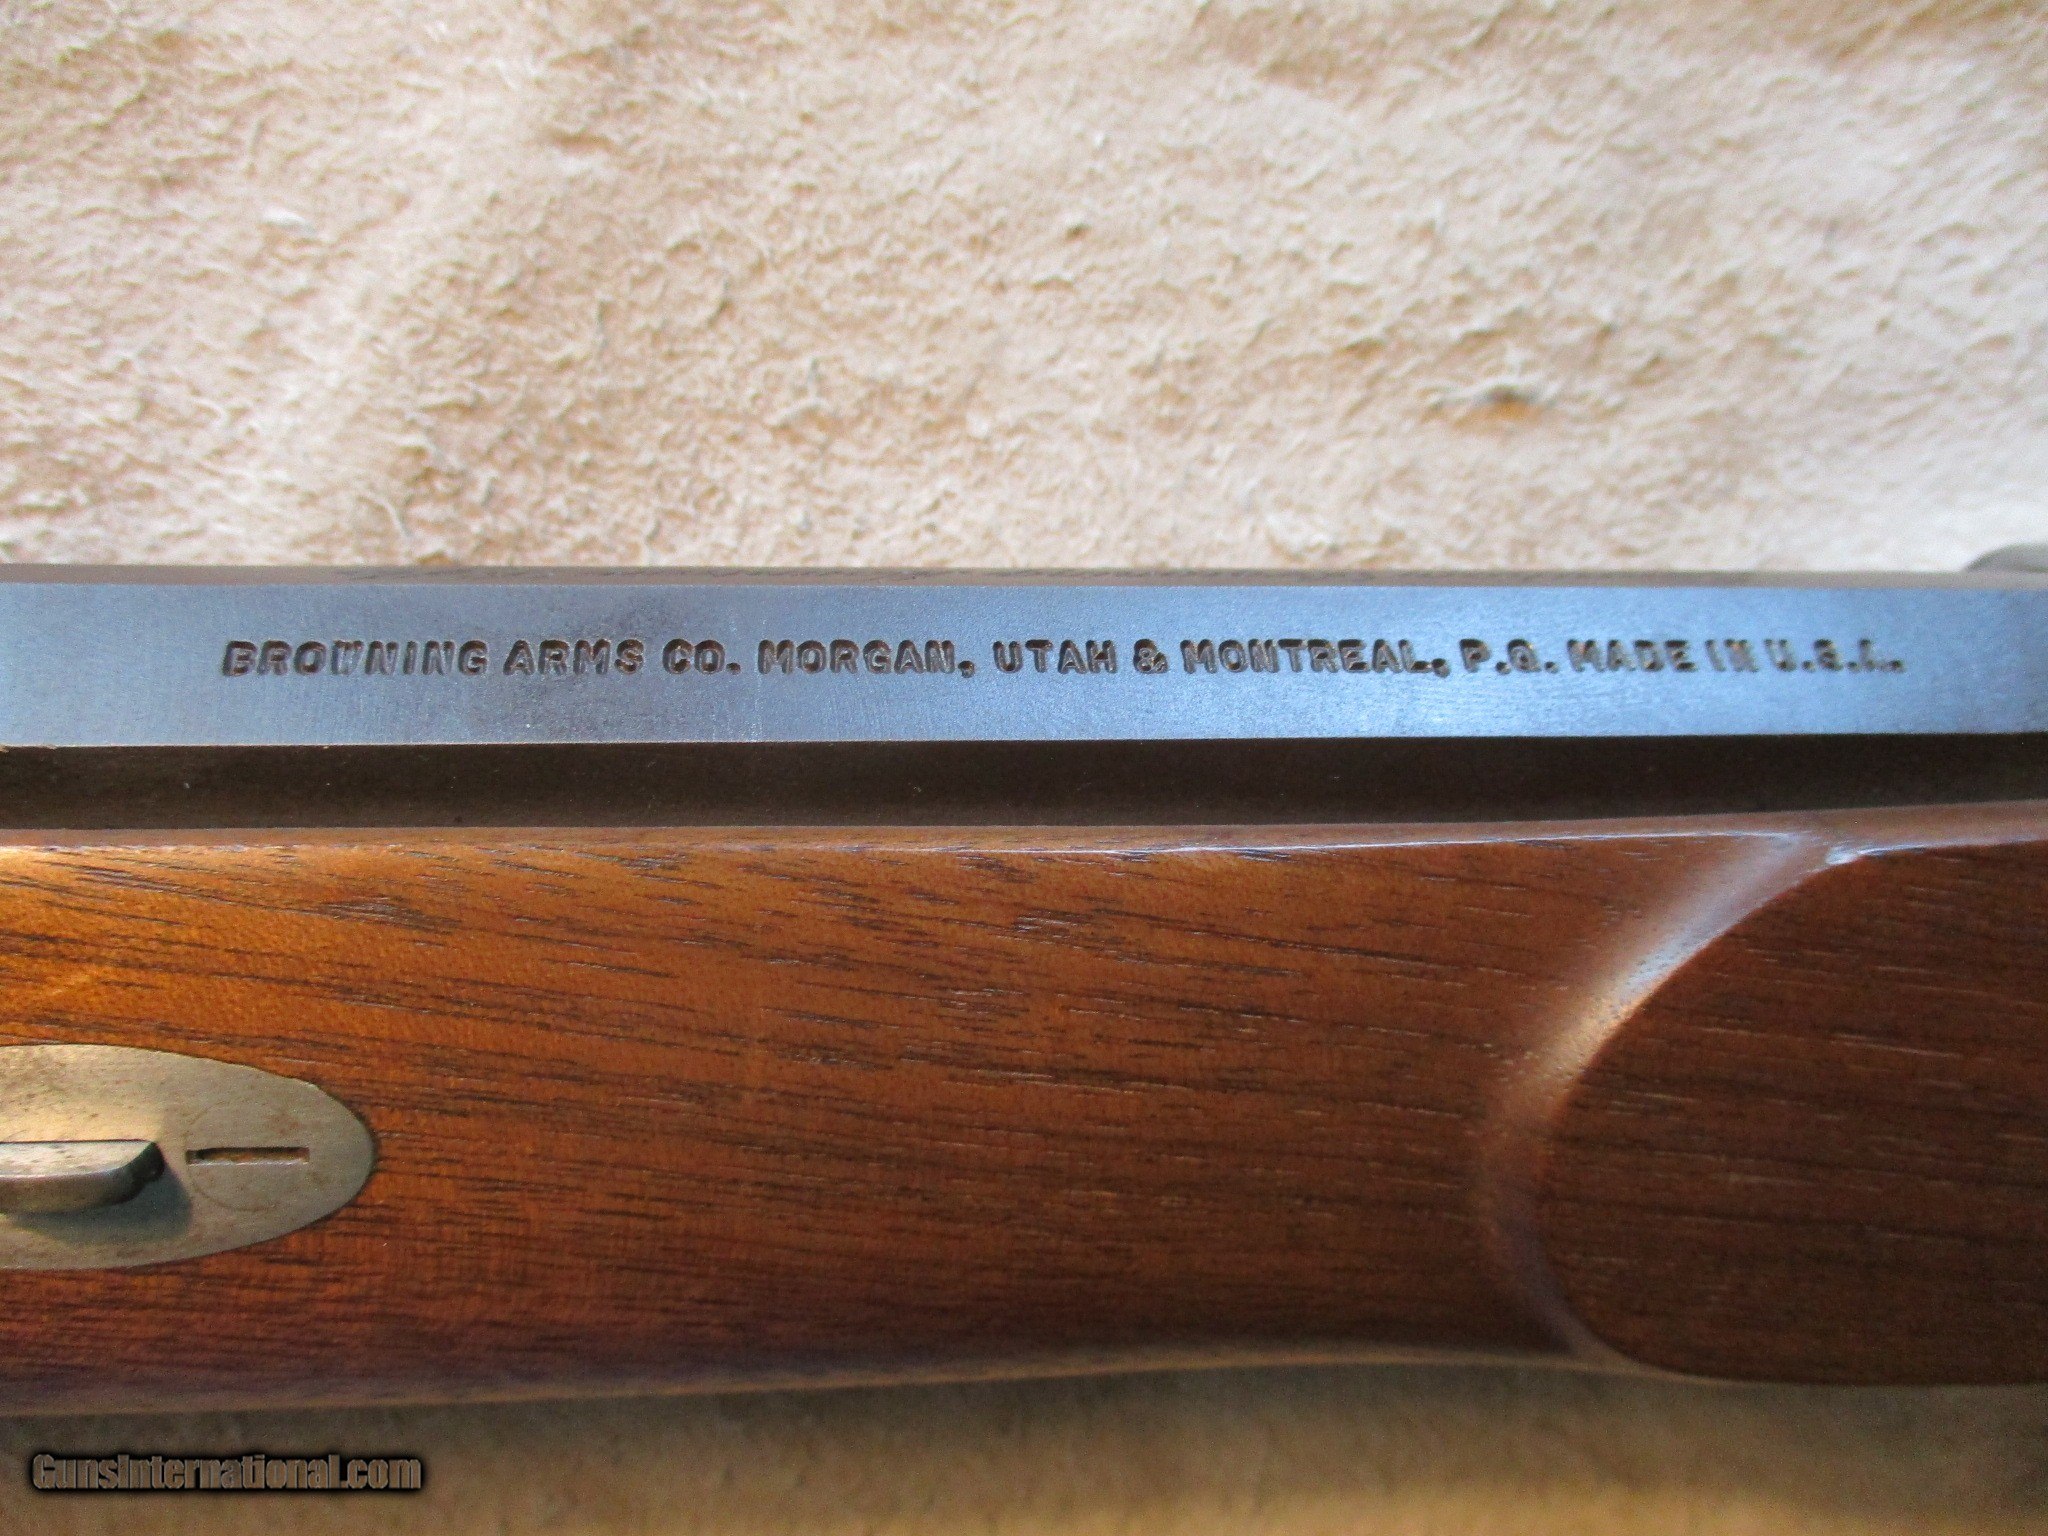 BROWNING ARMS CO. MORGAN, UTAH & MONTREAL, P.Q. MADE IN U.S.A.
GunsInternational.com